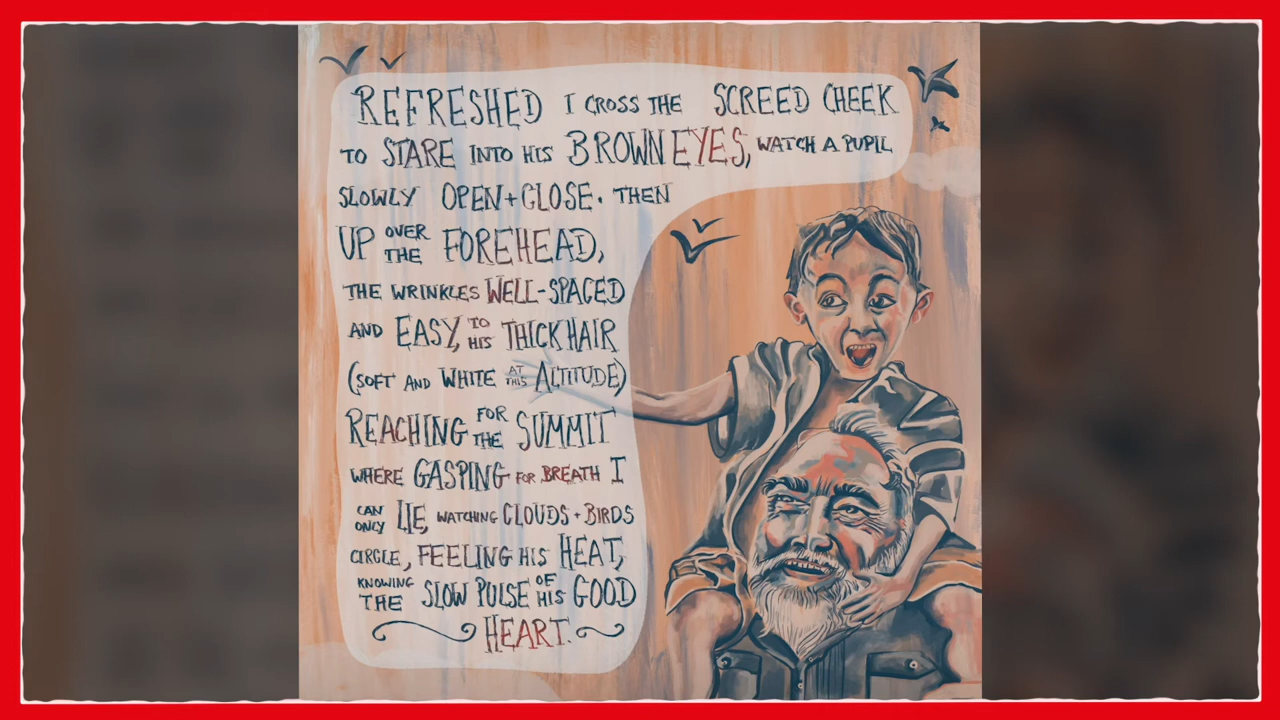 REFRESHED I CROSS THE SCREED CHEEK
TO STARE INTO HIS BROWN EYES, WATCH A PUPIL
SLOWLY OPEN + CLOSE. THEN
UP OVER THE FOREHEAD,
THE WRINKLES WELL-SPACED
AND EASY, TO HIS THICK HAIR
(SOFT AND WHITE AT THIS ALTITUDE)
REACHING FOR THE SUMMIT
WHERE GASPING FOR BREATH I
CAN ONLY LIE, WATCHING CLOUDS + BIRDS
CIRCLE, FEELING HIS HEAT,
KNOWING THE SLOW PULSE OF HIS GOOD
HEART.